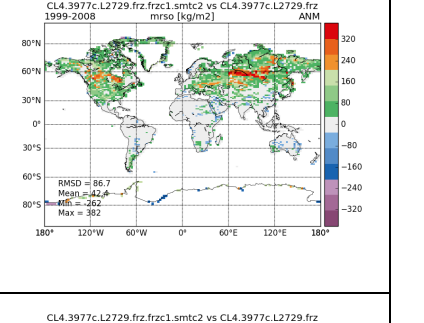 CL4.3977c.L2729.frz.frzc1.smtc2 vs CL4.3977c.L2729.frz
1999-2008 mrso [kg/m2] ANM
80°N
60°N
30°N
0°
30°S
60°S
80°S
RMSD = 86.7
Mean = 42.4
Min = -262
Max = 382
180° 120°W 60°W 0° 60°E 120°E 180°
320
240
160
80
0
−80
−160
−240
−320
CL4.3977c.L2729.frz.frzc1.smtc2 vs CL4.3977c.L2729.frz.frz